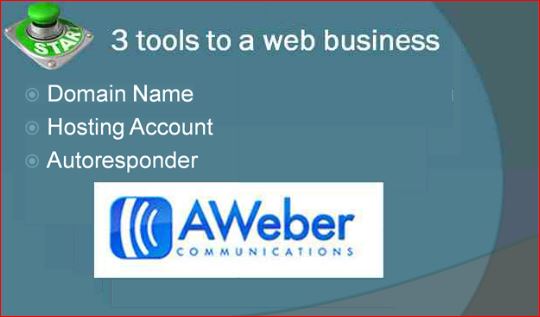 START
3 tools to a web business
Domain Name
Hosting Account
Autoresponder
AWeber
COMMUNICATIONS